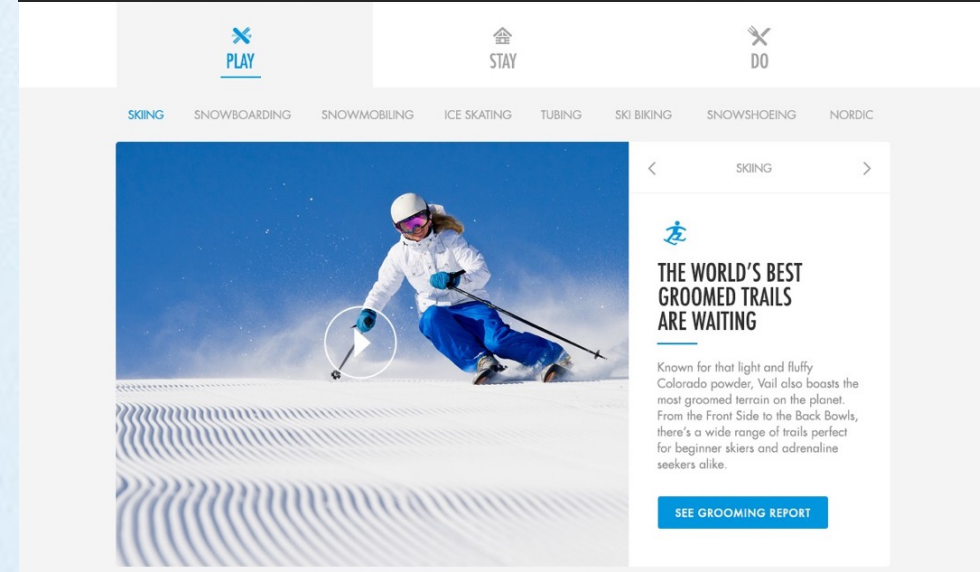 PLAY
STAY
DO
SKIING
SNOWBOARDING
SNOWMOBILING
ICE SKATING
TUBING
SKI BIKING
SNOWSHOEING
NORDIC
SKIING
THE WORLD'S BEST
GROOMED TRAILS
ARE WAITING
Known for that light and fluffy
Colorado powder, Vail also boasts the
most groomed terrain on the planet.
From the Front Side to the Back Bowls,
there's a wide range of trails perfect
for beginner skiers and adrenaline
seekers alike.
SEE GROOMING REPORT